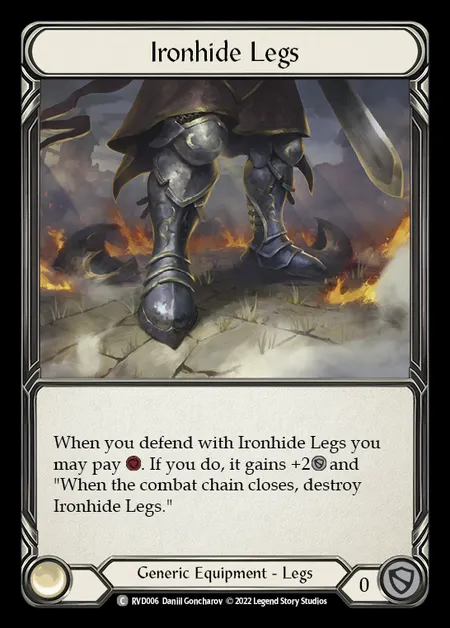 Ironhide Legs
When you defend with Ironhide Legs you
may pay . If you do, it gains +2 and
"When the combat chain closes, destroy
Ironhide Legs."
Generic Equipment - Legs
0
C RVD006 Daniil Goncharov © 2022 Legend Story Studios